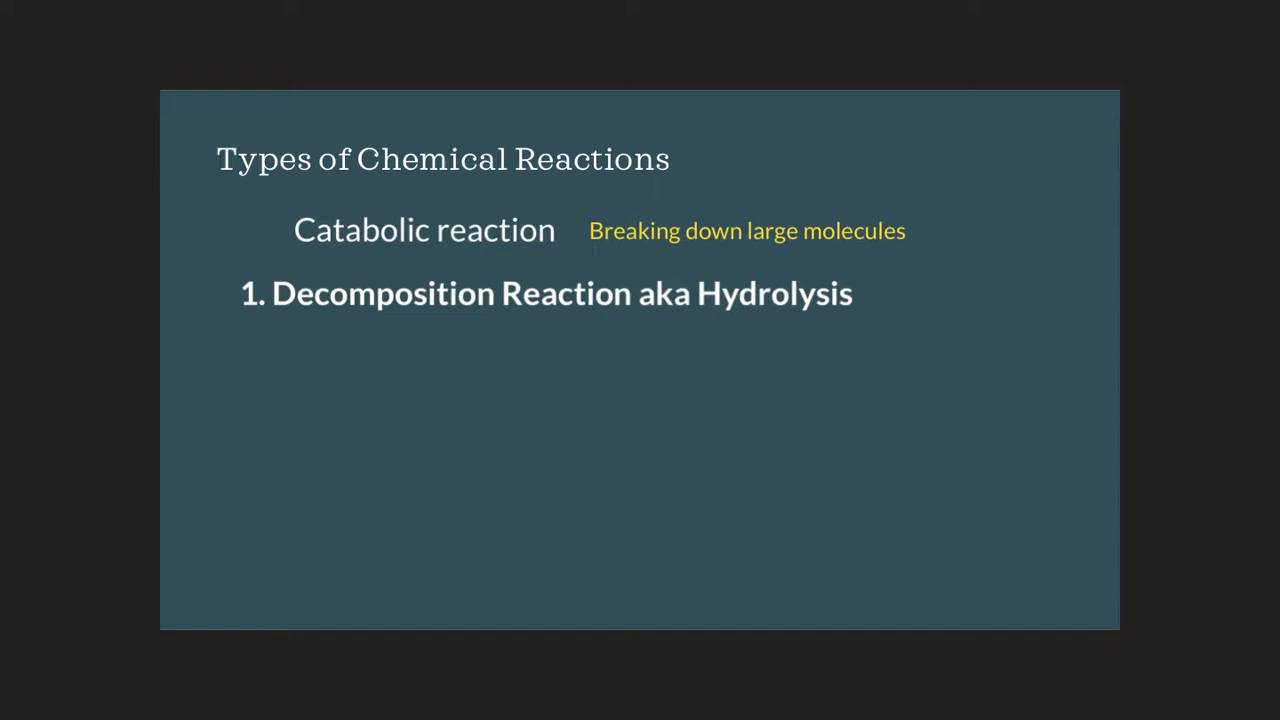 Types of Chemical Reactions
Catabolic reaction Breaking down large molecules
1. Decomposition Reaction aka Hydrolysis